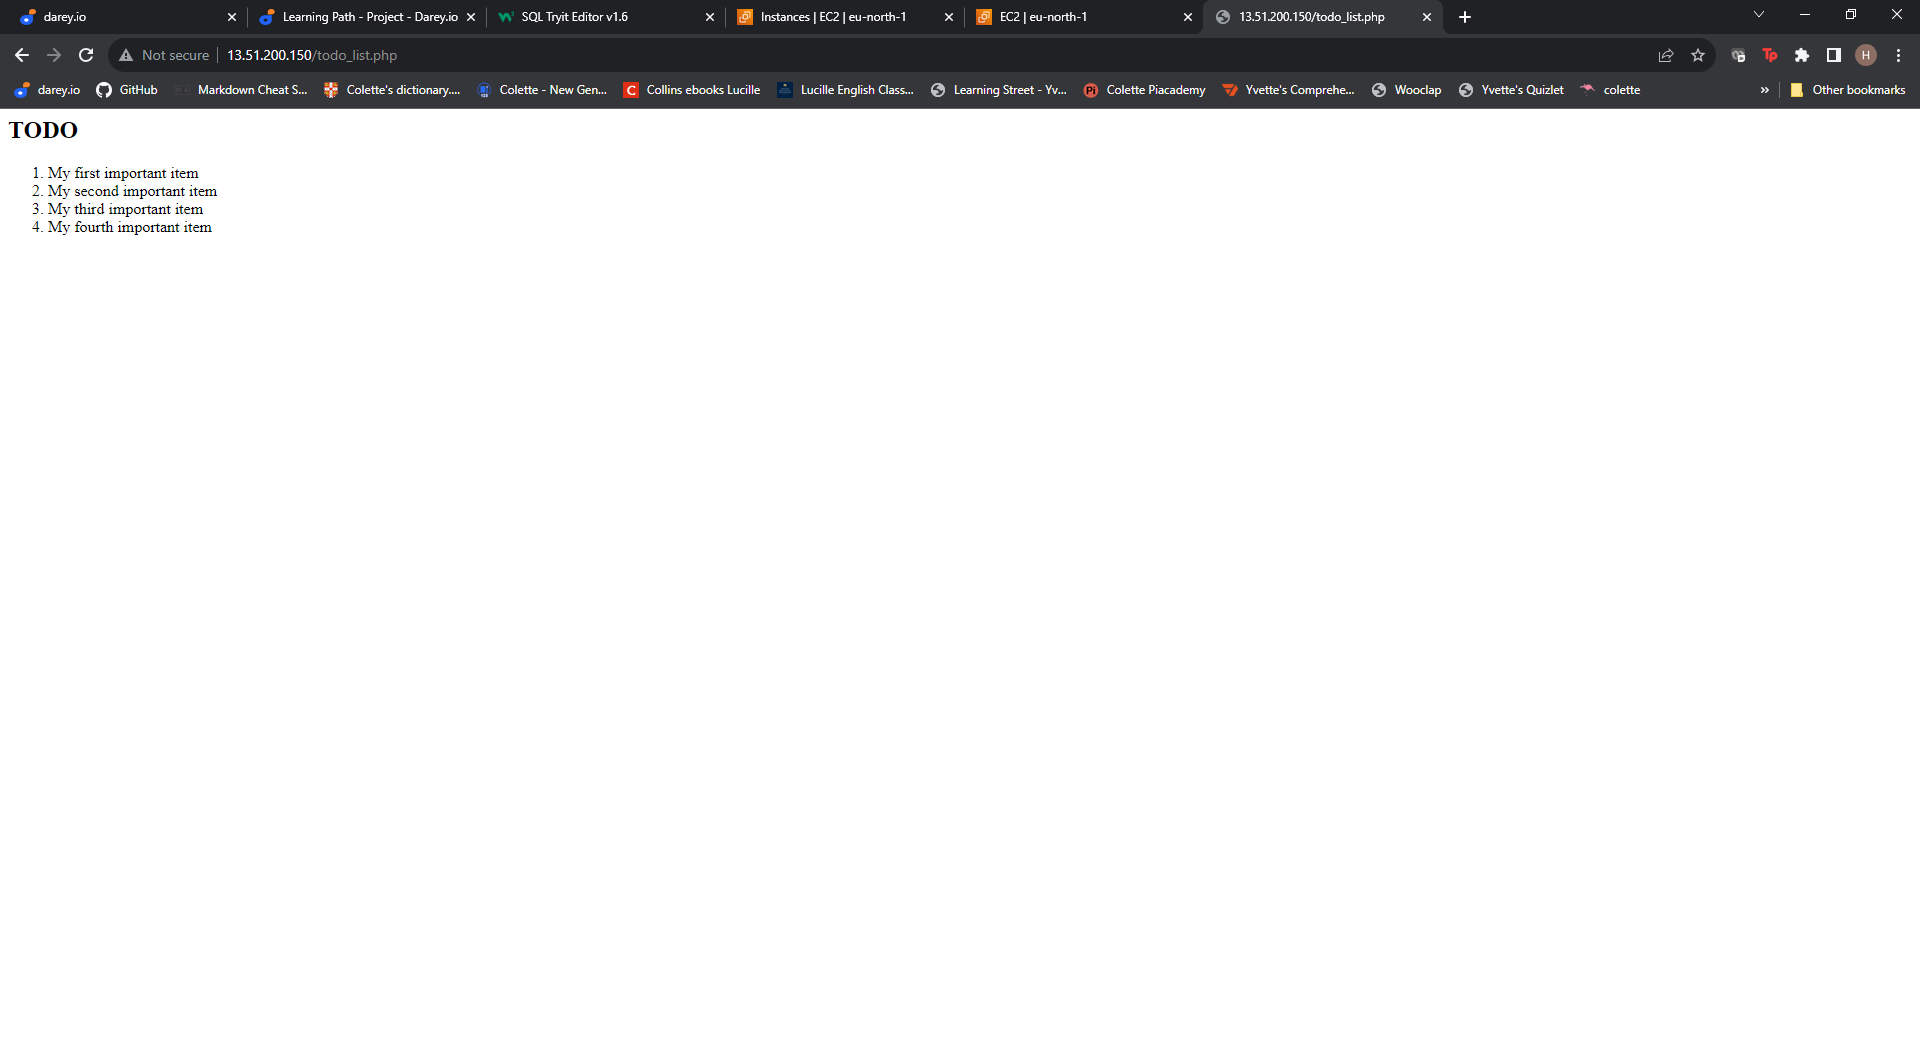 darey.io
Learning Path - Project - Darey.io
SQL Tryit Editor v1.6
Instances | EC2 | eu-north-1
EC2 | eu-north-1
13.51.200.150/todo_list.php
Not secure
13.51.200.150/todo_list.php
Tp
H
darey.io
GitHub
Markdown Cheat S...
Colette's dictionary....
Colette - New Gen...
C
Collins ebooks Lucille
Lucille English Class...
Learning Street - Yv...
Pi
Colette Piacademy
Yvette's Comprehe...
Wooclap
Yvette's Quizlet
colette
»
Other bookmarks
TODO
1. My first important item
2. My second important item
3. My third important item
4. My fourth important item